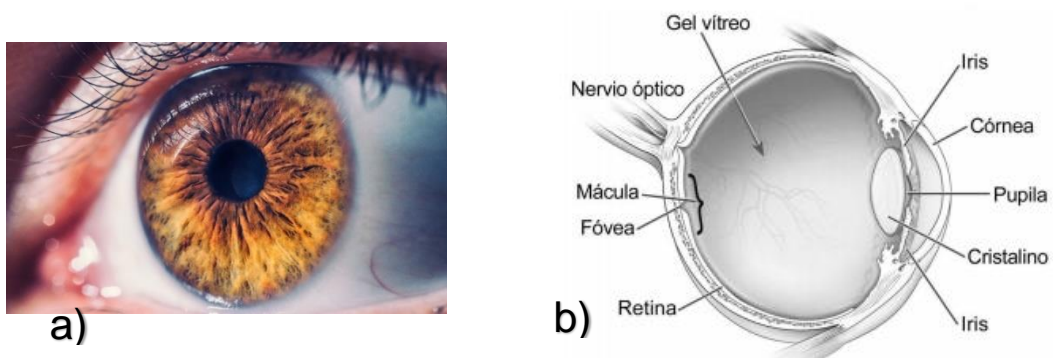 a)
b)
Gel vítreo
Nervio óptico
Mácula
Fóvea
Retina
Iris
Córnea
Pupila
Cristalino
Iris